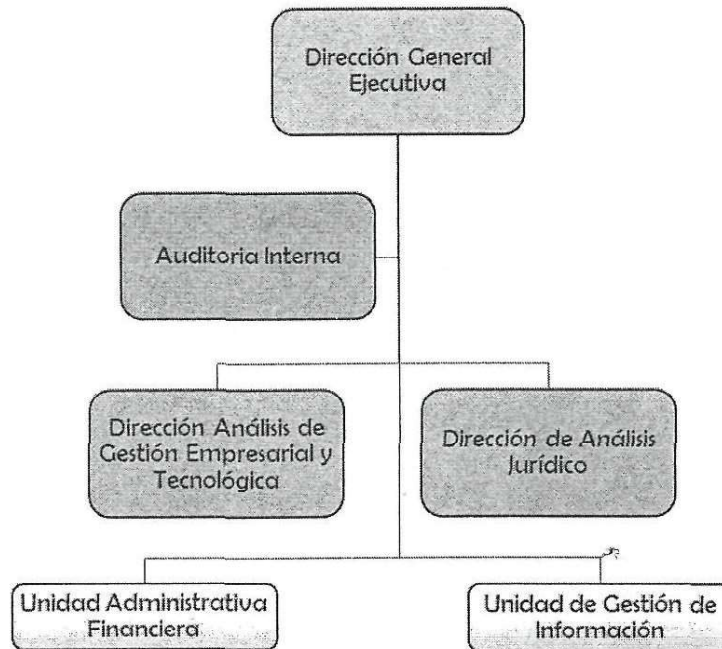 Dirección General
Ejecutiva
Auditoria Interna
Dirección Análisis de
Gestión Empresarial y
Tecnológica
Dirección de Análisis
Jurídico
Unidad Administrativa
Financiera
Unidad de Gestión de
Información